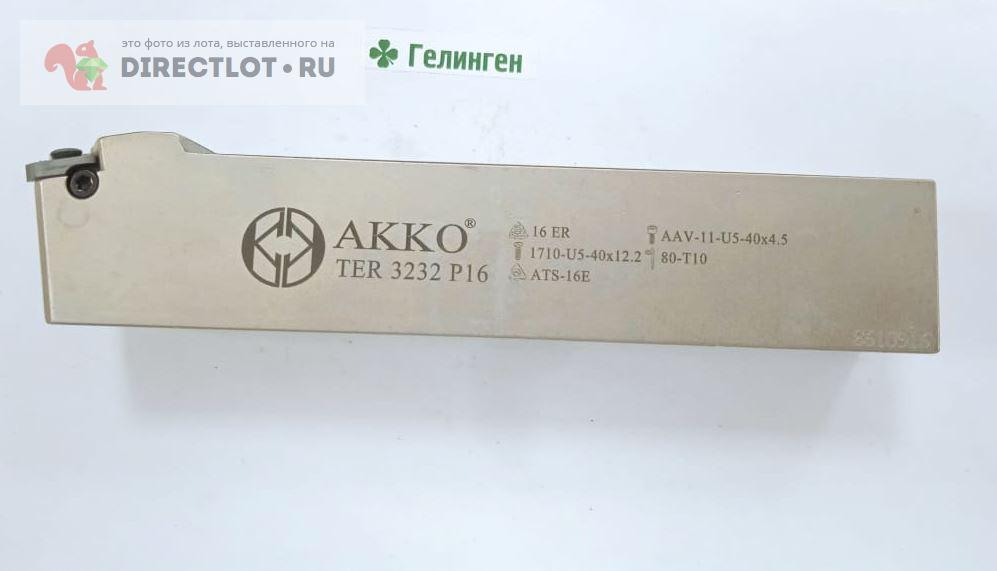 это фото из лота, выставленного на
DIRECTLOT•RU
Гелинген
AKKO®
TER 3232 P16
16 ER
1710-U5-40x12.2
ATS-16E
AAV-11-U5-40x4.5
80-T10
8510916